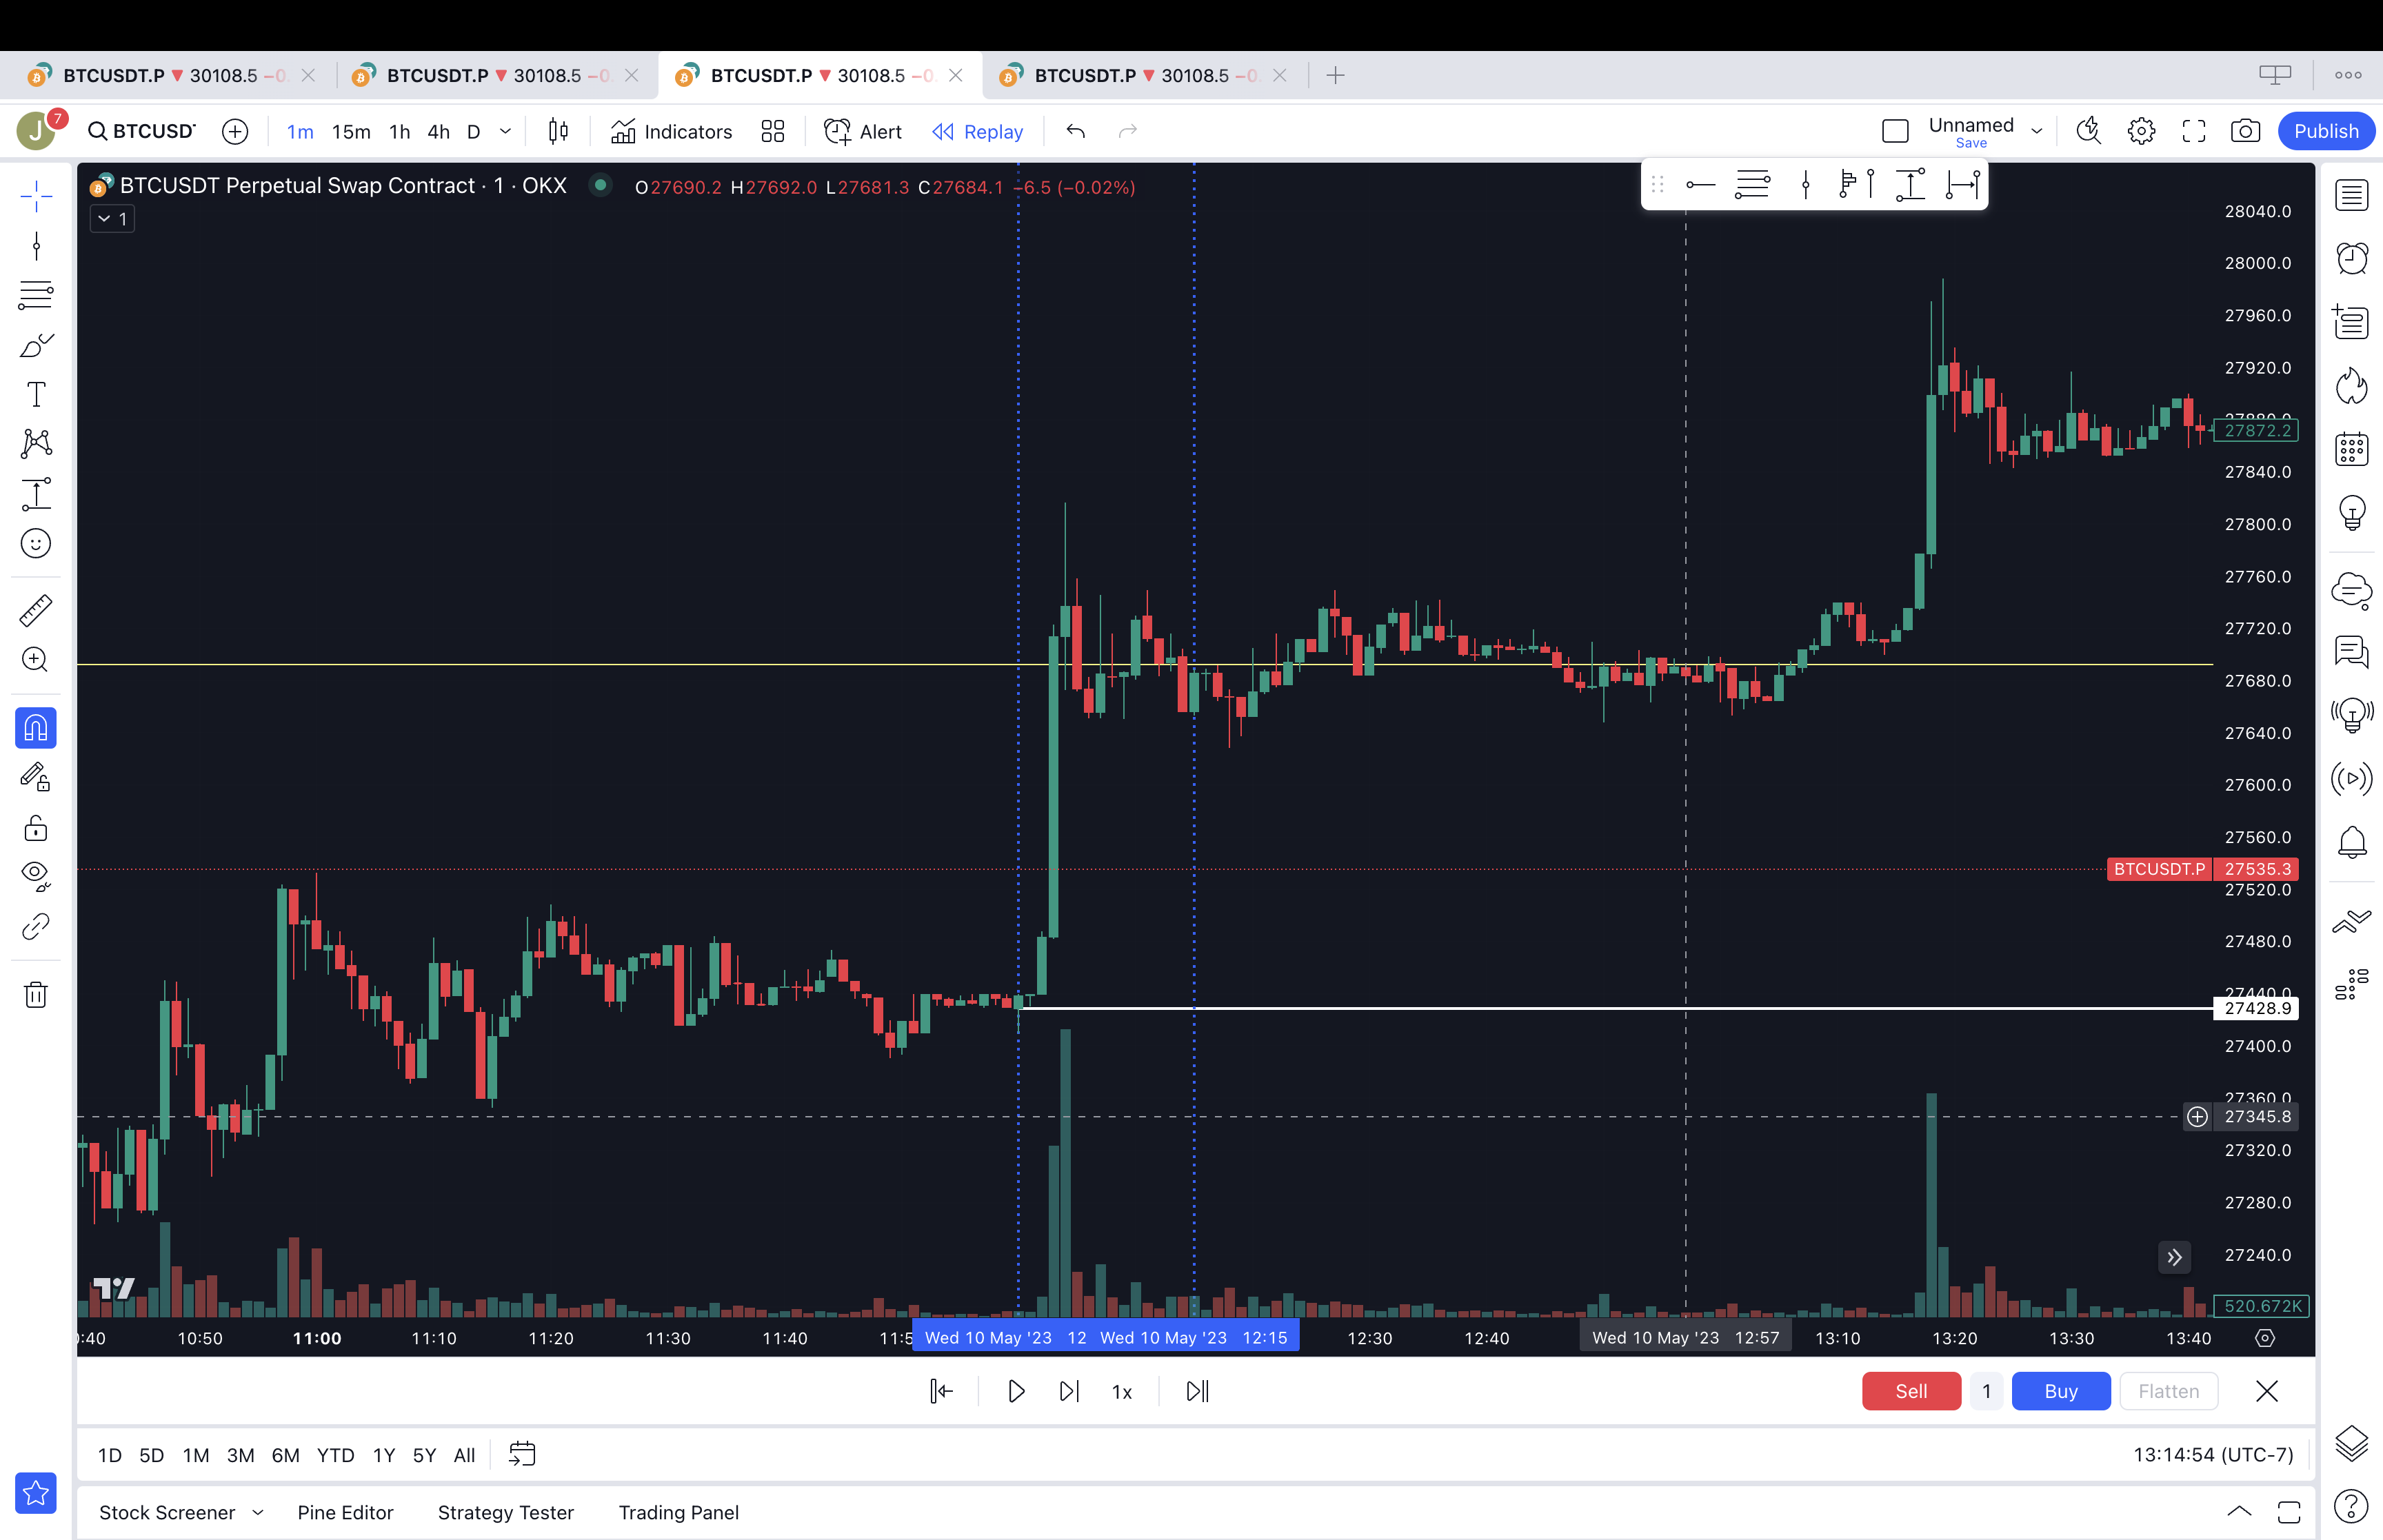 BTCUSDT.P ▼ 30108.5 −0. BTCUSDT.P ▼ 30108.5 −0. BTCUSDT.P ▼ 30108.5 −0. BTCUSDT.P ▼ 30108.5 −0.
J 7 BTCUSDT 1m 15m 1h 4h D Indicators Alert Replay Unnamed Publish
Save
BTCUSDT Perpetual Swap Contract · 1 · OKX O27690.2 H27692.0 L27681.3 C27684.1 −6.5 (−0.02%)
1
28040.0
28000.0
27960.0
27920.0
27880.0
27872.2
27840.0
27800.0
27760.0
27720.0
27680.0
27640.0
27600.0
27560.0
BTCUSDT.P 27535.3
27520.0
27480.0
27440.0
27428.9
27400.0
27360.0
27345.8
27320.0
27280.0
27240.0
520.672K
:40 10:50 11:00 11:10 11:20 11:30 11:40 11:5 Wed 10 May '23 12 Wed 10 May '23 12:15 12:30 12:40 Wed 10 May '23 12:57 13:10 13:20 13:30 13:40
1x Sell 1 Buy Flatten
1D 5D 1M 3M 6M YTD 1Y 5Y All 13:14:54 (UTC-7)
Stock Screener Pine Editor Strategy Tester Trading Panel